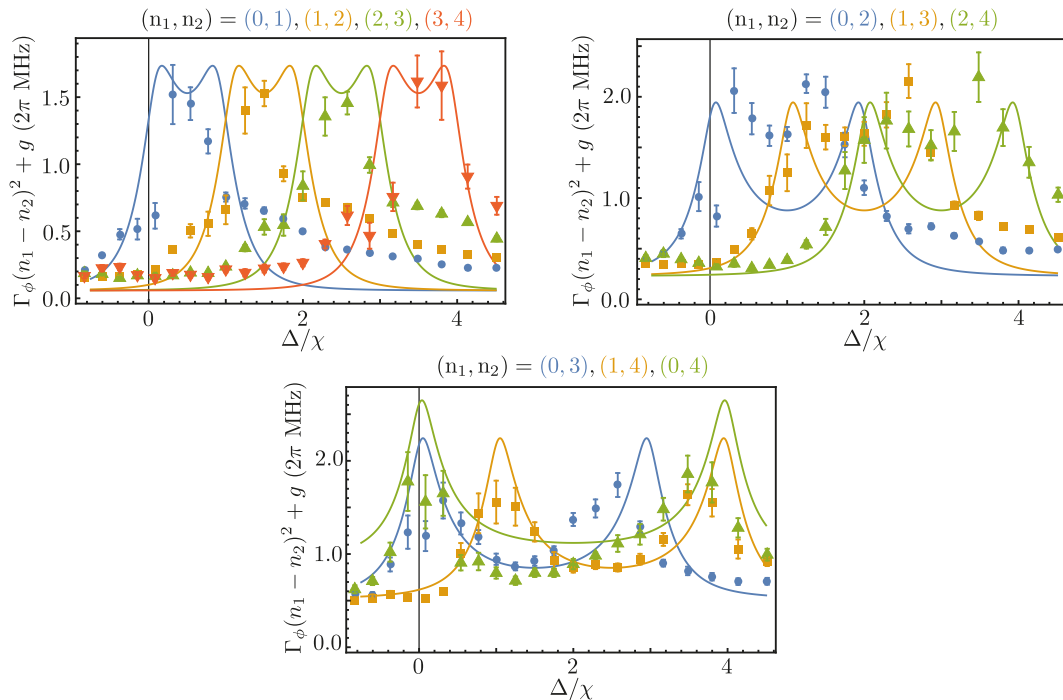 (n₁, n₂) = (0, 1), (1, 2), (2, 3), (3, 4)
Γ_ϕ(n₁ − n₂)² + g (2π MHz)
1.5
1.0
0.5
0.0
0 2 4
Δ/χ
(n₁, n₂) = (0, 2), (1, 3), (2, 4)
Γ_ϕ(n₁ − n₂)² + g (2π MHz)
2.0
1.0
0.0
0 2 4
Δ/χ
(n₁, n₂) = (0, 3), (1, 4), (0, 4)
Γ_ϕ(n₁ − n₂)² + g (2π MHz)
2.0
1.0
0.0
0 2 4
Δ/χ